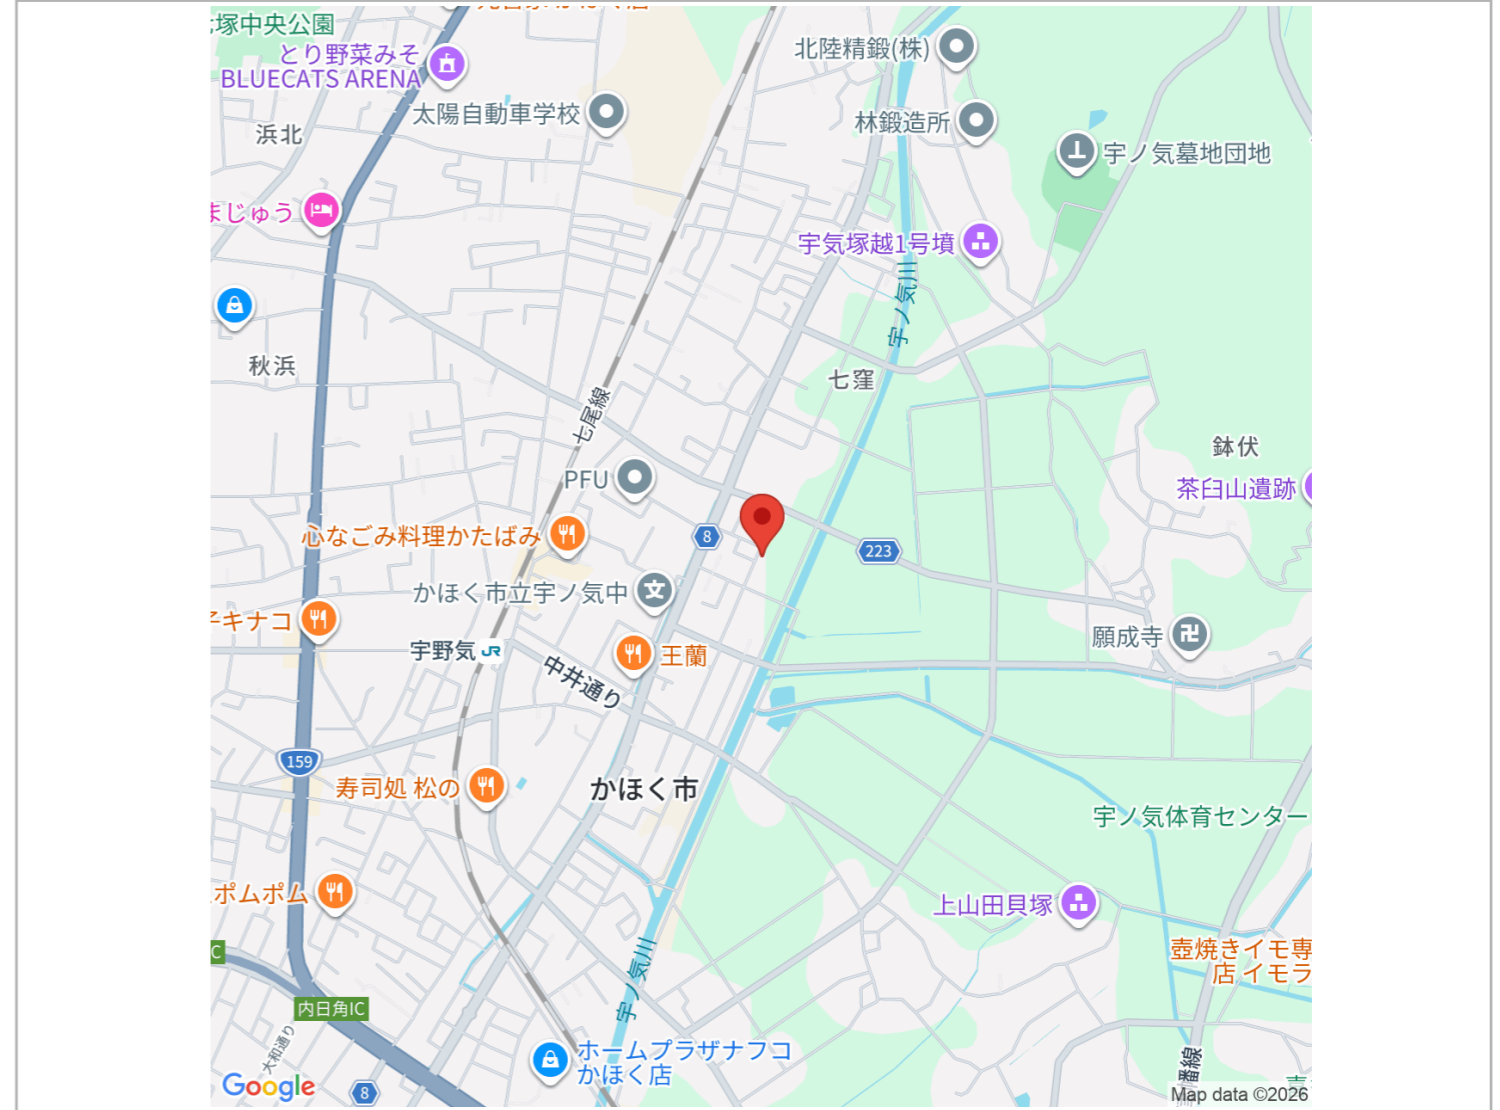 塚中央公園
とり野菜みそ
BLUECATS ARENA
北陸精鍛(株)
太陽自動車学校
林鍛造所
浜北
宇ノ気墓地団地
まじゅう
宇気塚越1号墳
宇ノ気川
秋浜
七窪
七尾線
鉢伏
PFU
茶臼山遺跡
心なごみ料理かたばみ
8
223
かほく市立宇ノ気中
キナコ
願成寺
宇野気 JR
王蘭
中井通り
159
寿司処 松の
かほく市
宇ノ気体育センター
ポムポム
上山田貝塚
C
壺焼きイモ専
店 イモラ
宇ノ気川
内日角IC
大和通り
ホームプラザナフコ
かほく店
番線
Google
8
Map data ©2026